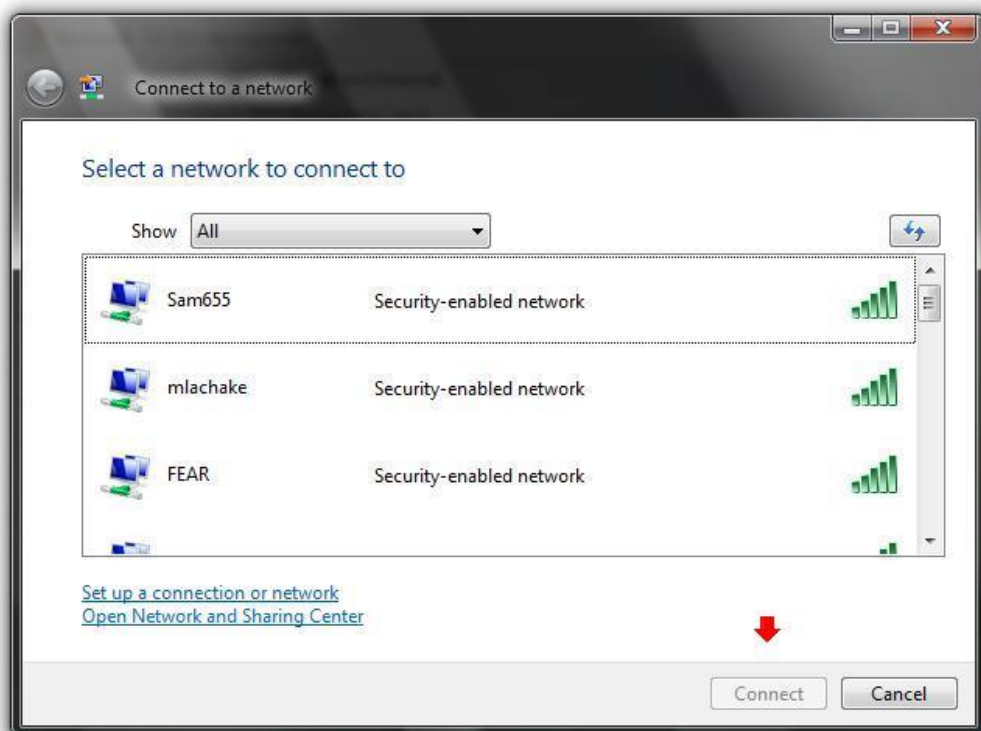 Connect to a network
Select a network to connect to
Show All
Sam655 Security-enabled network
mlachake Security-enabled network
FEAR Security-enabled network
Set up a connection or network
Open Network and Sharing Center
Connect Cancel